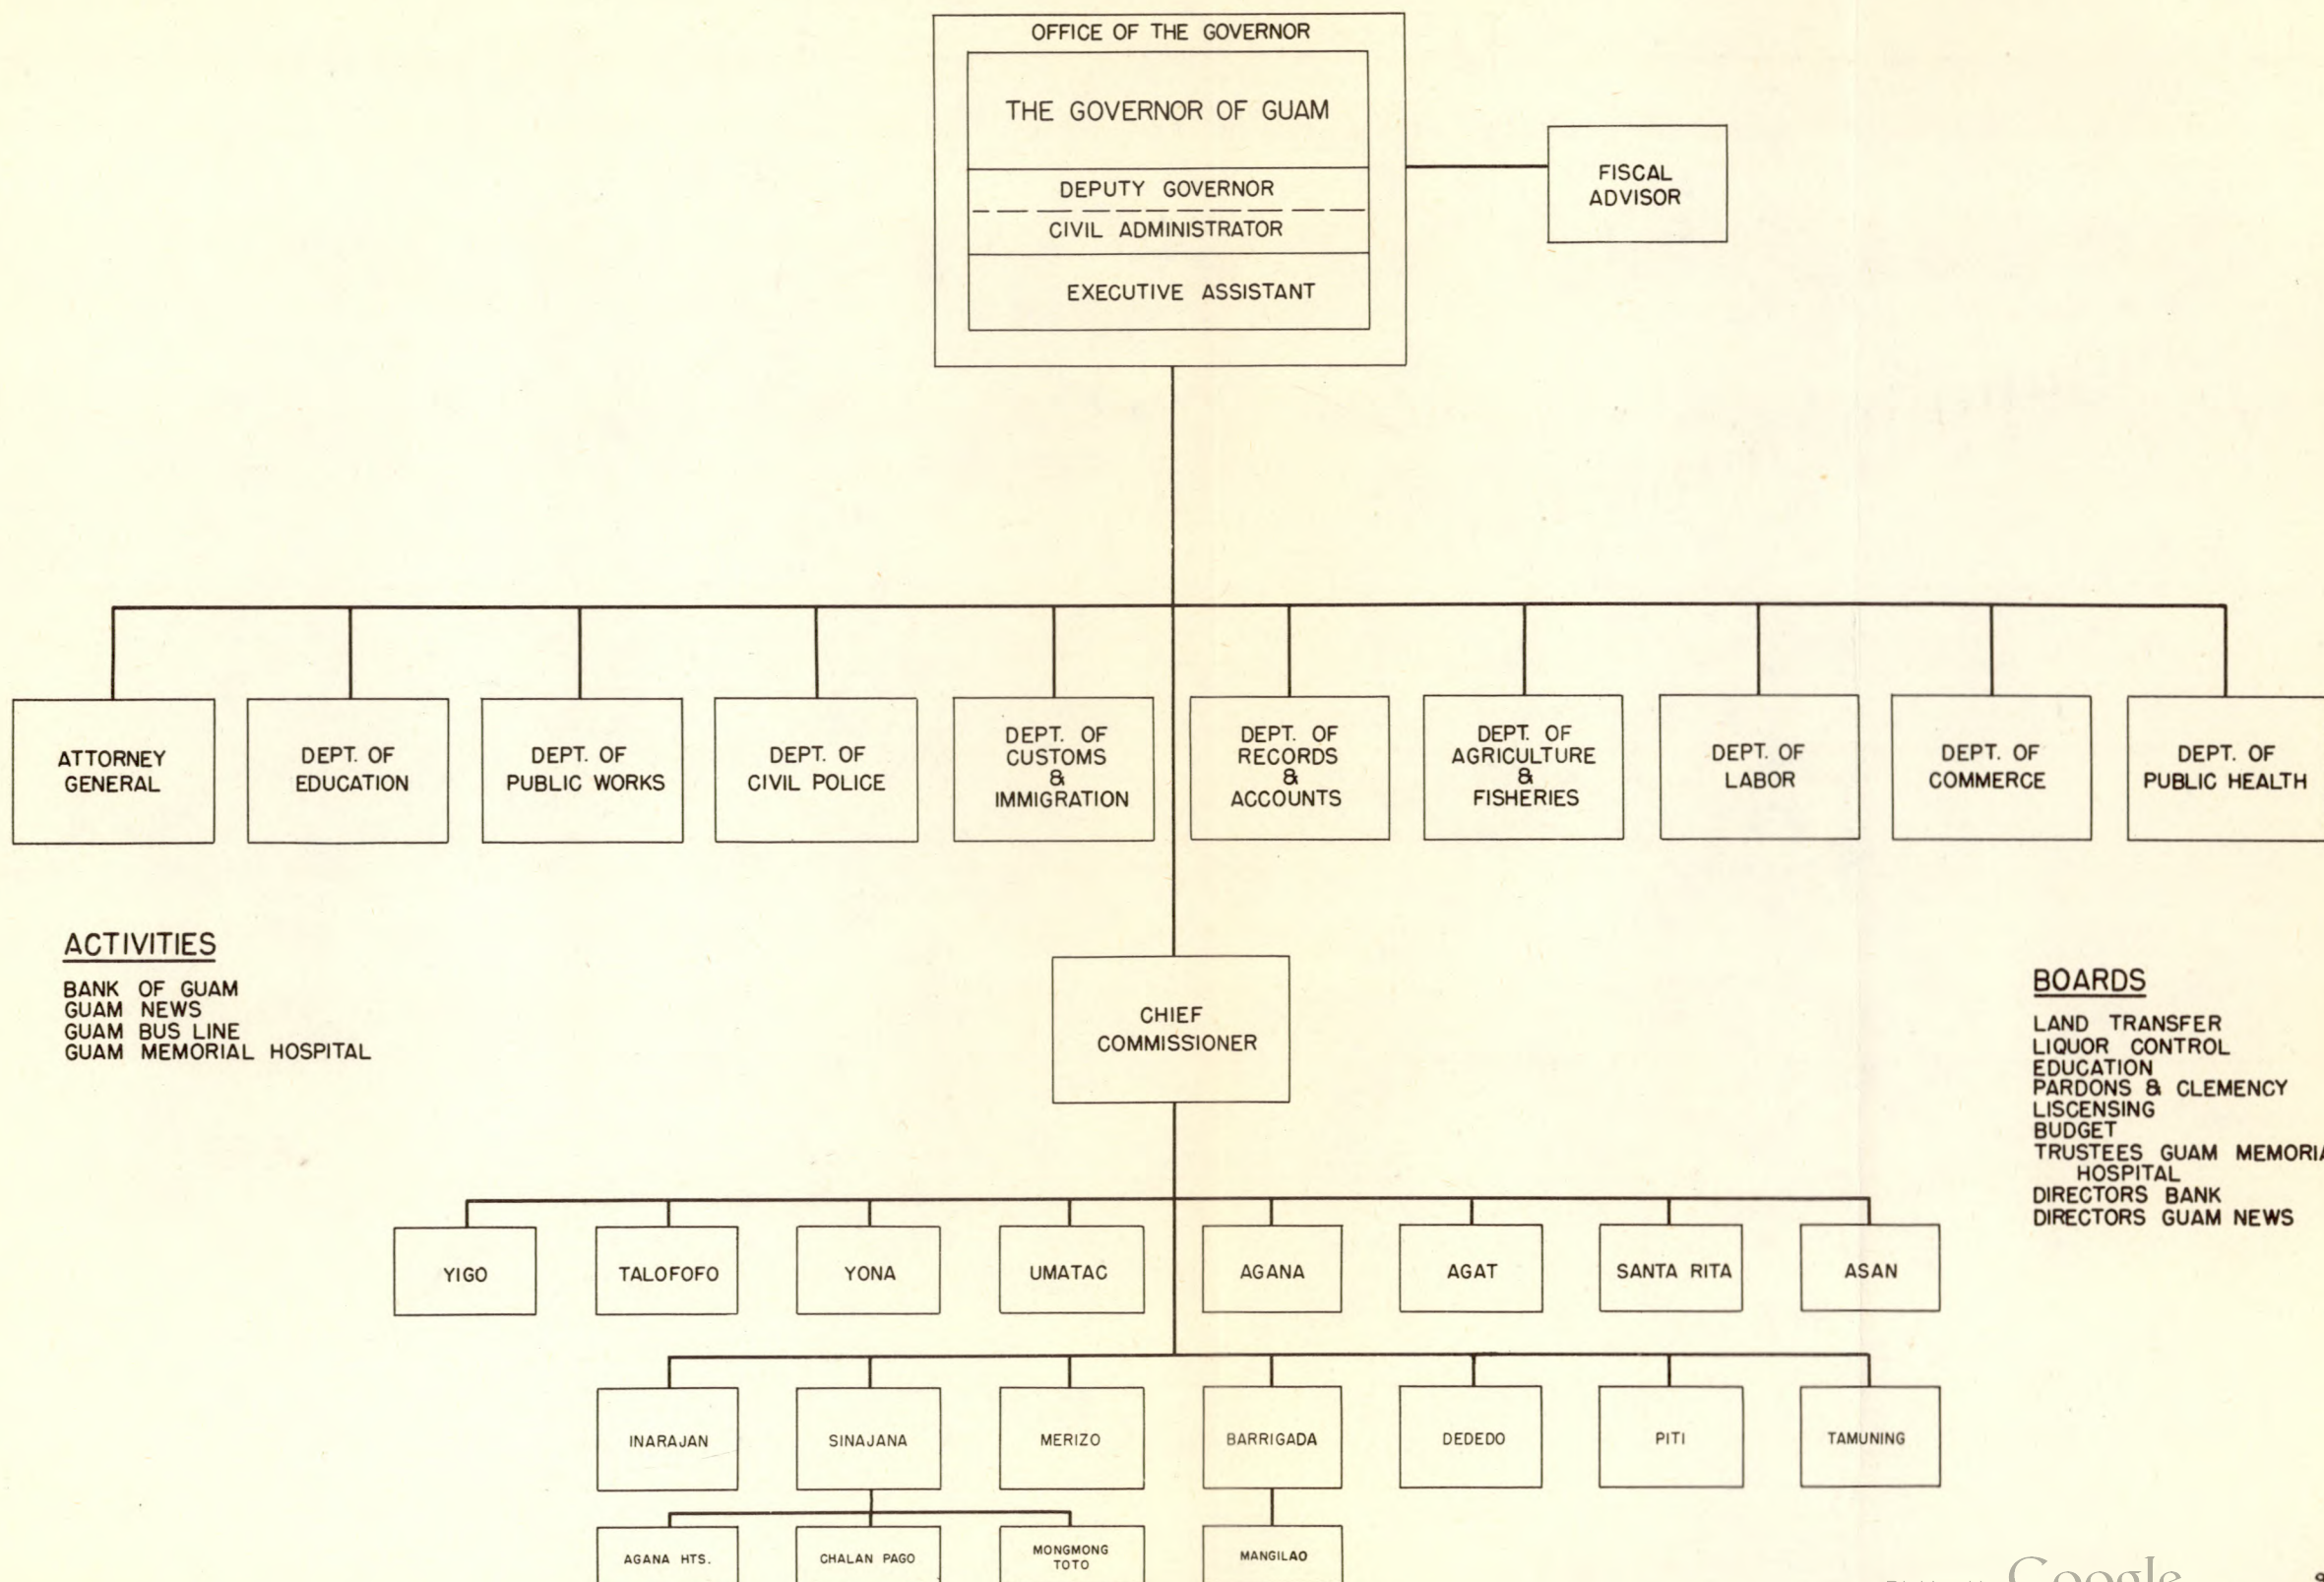 OFFICE OF THE GOVERNOR
THE GOVERNOR OF GUAM
DEPUTY GOVERNOR
CIVIL ADMINISTRATOR
EXECUTIVE ASSISTANT
FISCAL
ADVISOR
ATTORNEY
GENERAL
DEPT. OF
EDUCATION
DEPT. OF
PUBLIC WORKS
DEPT. OF
CIVIL POLICE
DEPT. OF
CUSTOMS
&
IMMIGRATION
DEPT. OF
RECORDS
&
ACCOUNTS
DEPT. OF
AGRICULTURE
&
FISHERIES
DEPT. OF
LABOR
DEPT. OF
COMMERCE
DEPT. OF
PUBLIC HEALTH
ACTIVITIES
BANK OF GUAM
GUAM NEWS
GUAM BUS LINE
GUAM MEMORIAL HOSPITAL
CHIEF
COMMISSIONER
BOARDS
LAND TRANSFER
LIQUOR CONTROL
EDUCATION
PARDONS & CLEMENCY
LISCENSING
BUDGET
TRUSTEES GUAM MEMORIA
HOSPITAL
DIRECTORS BANK
DIRECTORS GUAM NEWS
YIGO
TALOFOFO
YONA
UMATAC
AGANA
AGAT
SANTA RITA
ASAN
INARAJAN
SINAJANA
MERIZO
BARRIGADA
DEDEDO
PITI
TAMUNING
AGANA HTS.
CHALAN PAGO
MONGMONG
TOTO
MANGILAO
Google